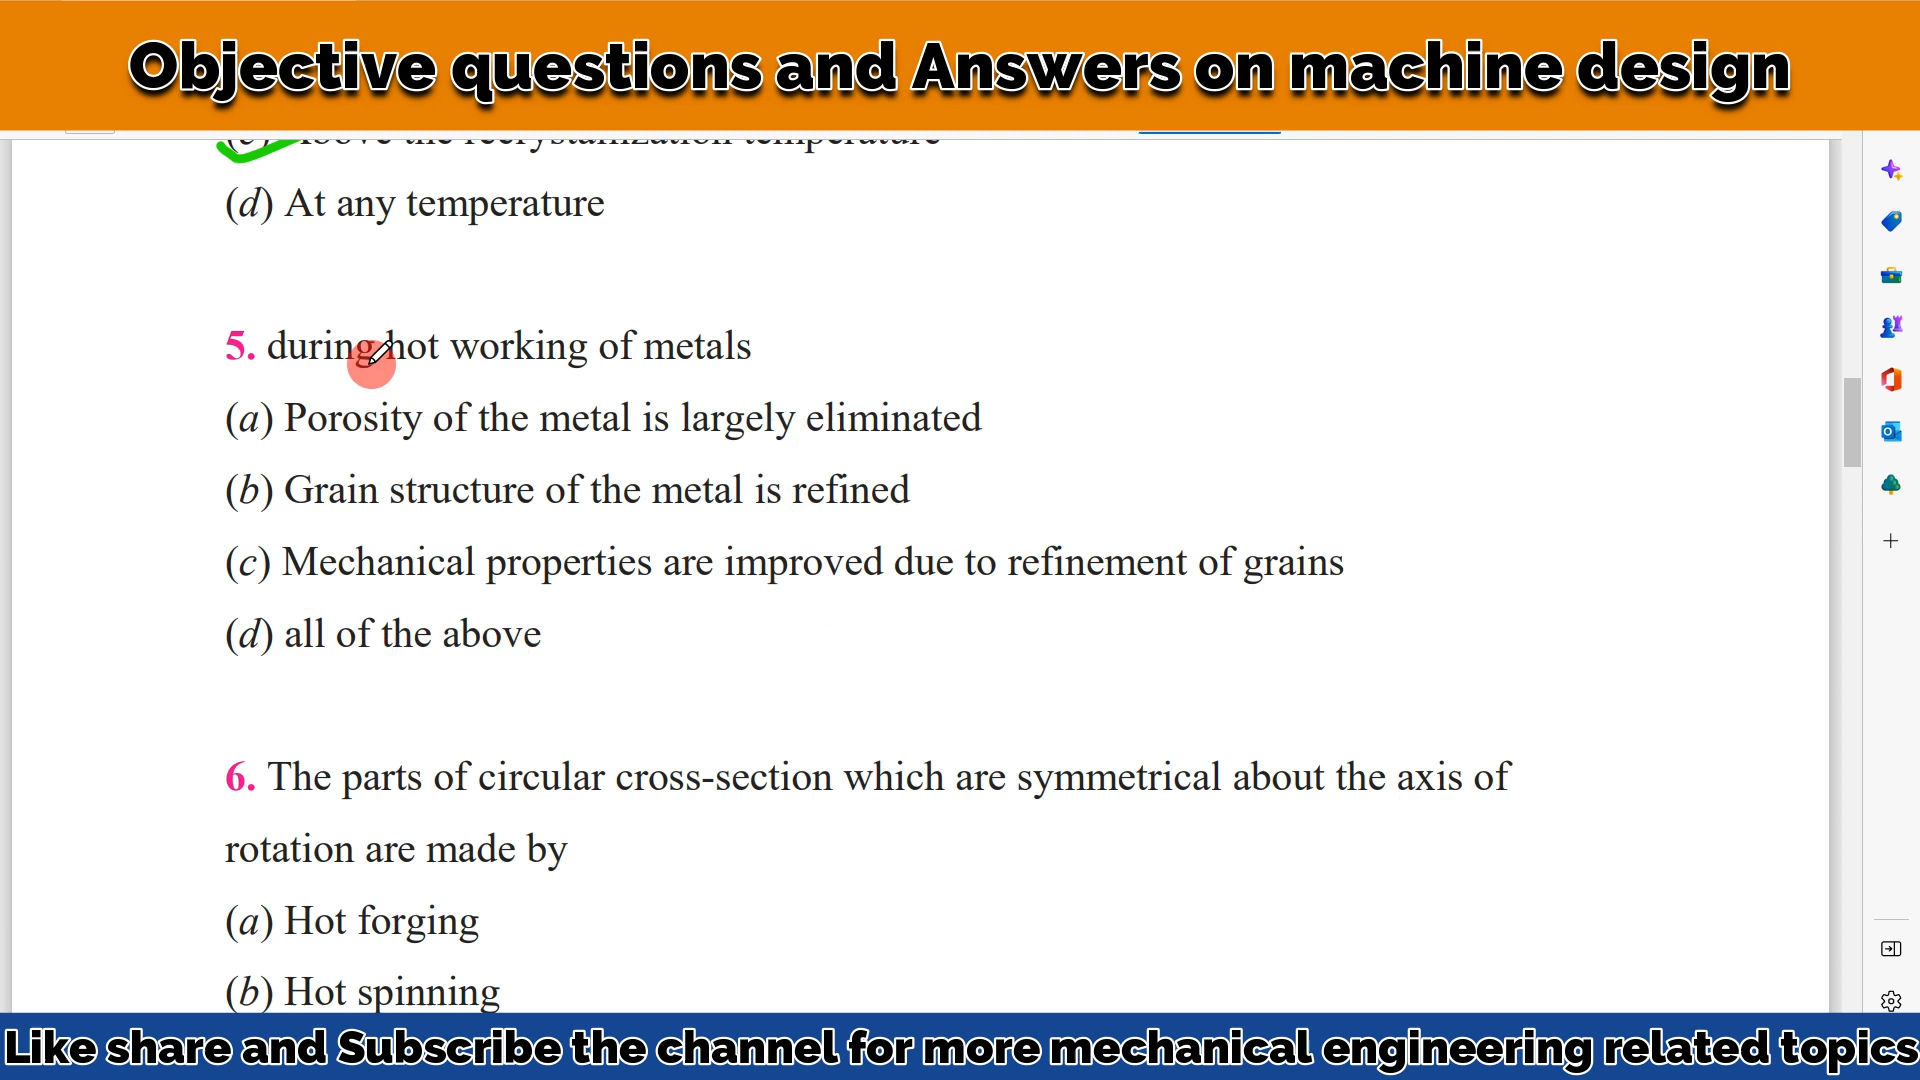 Objective questions and Answers on machine design
(c) Above the recrystallization temperature
(d) At any temperature
5. during hot working of metals
(a) Porosity of the metal is largely eliminated
(b) Grain structure of the metal is refined
(c) Mechanical properties are improved due to refinement of grains
(d) all of the above
6. The parts of circular cross-section which are symmetrical about the axis of
rotation are made by
(a) Hot forging
(b) Hot spinning
Like share and Subscribe the channel for more mechanical engineering related topics